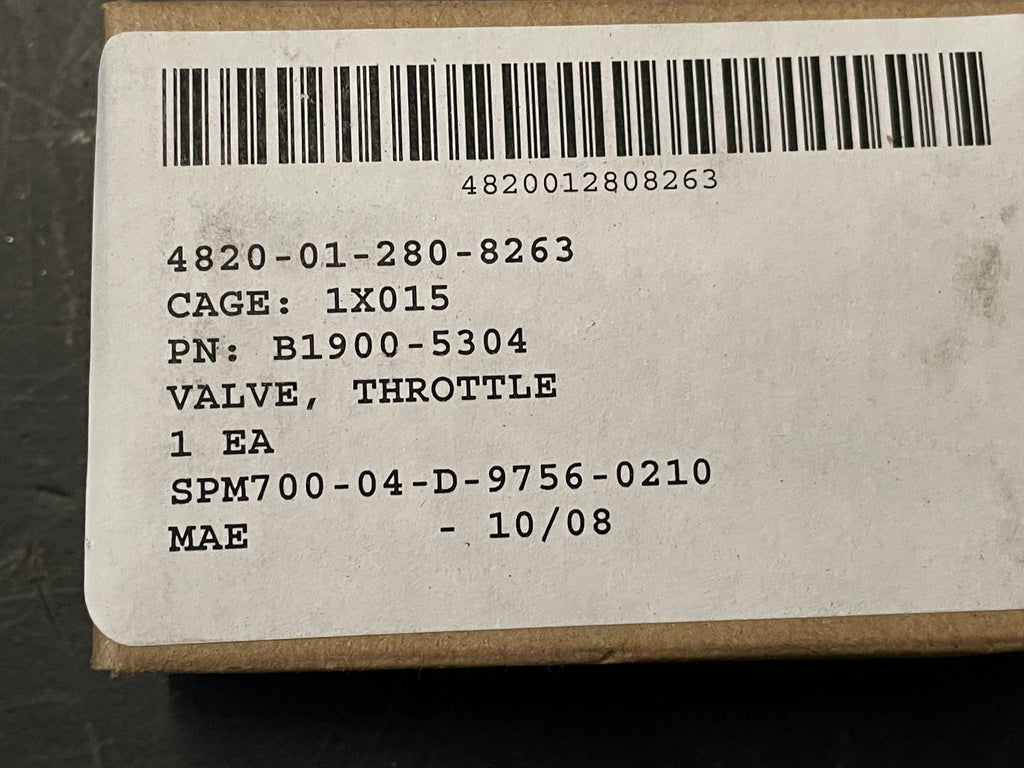 4820012808263
4820-01-280-8263
CAGE: 1X015
PN: B1900-5304
VALVE, THROTTLE
1 EA
SPM700-04-D-9756-0210
MAE - 10/08